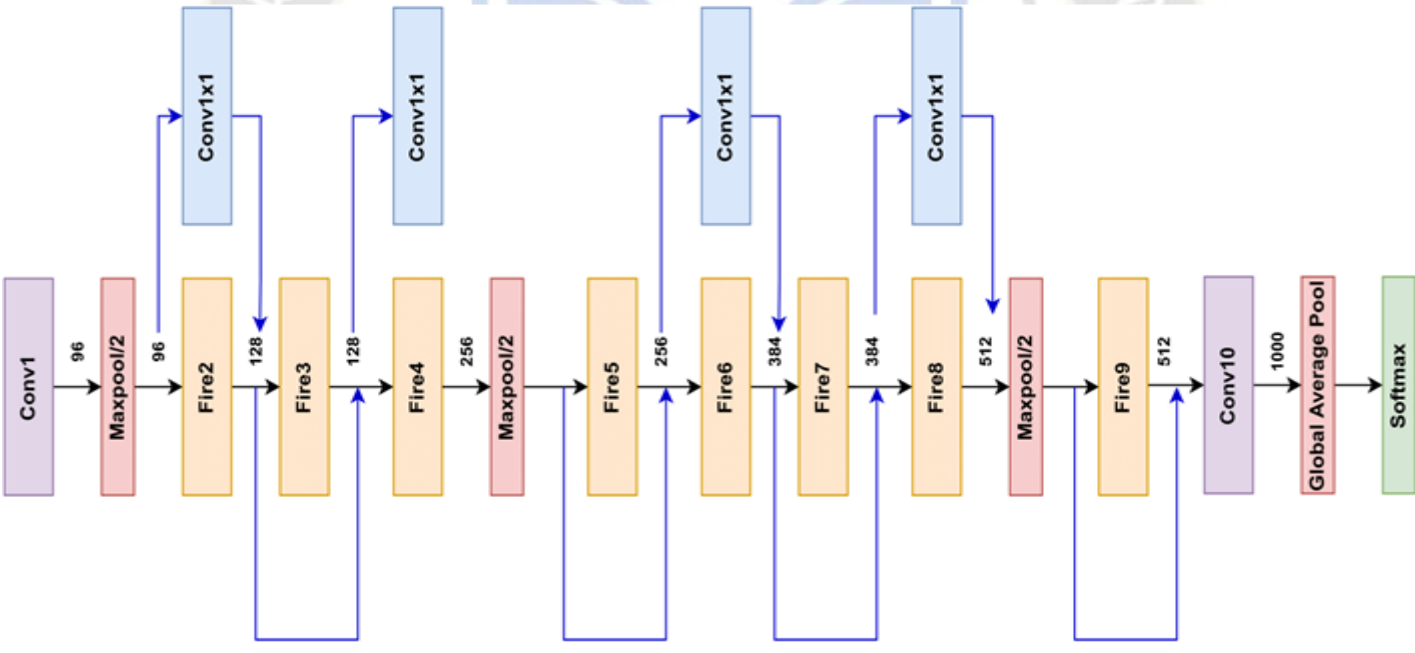 Conv1x1
Conv1x1
Conv1x1
Conv1x1
Conv1
96
Maxpool/2
96
Fire2
128
Fire3
128
Fire4
256
Maxpool/2
Fire5
256
Fire6
384
Fire7
384
Fire8
512
Maxpool/2
Fire9
512
Conv10
1000
Global Average Pool
Softmax